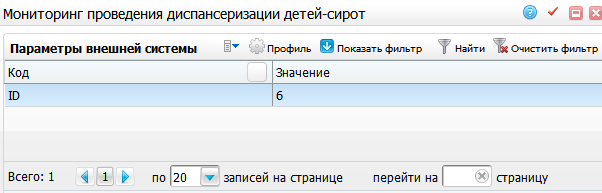 Мониторинг проведения диспансеризации детей-сирот
Параметры внешней системы Профиль Показать фильтр Найти Очистить фильтр
Код Значение
ID 6
Всего: 1 1 по 20 записей на странице перейти на страницу